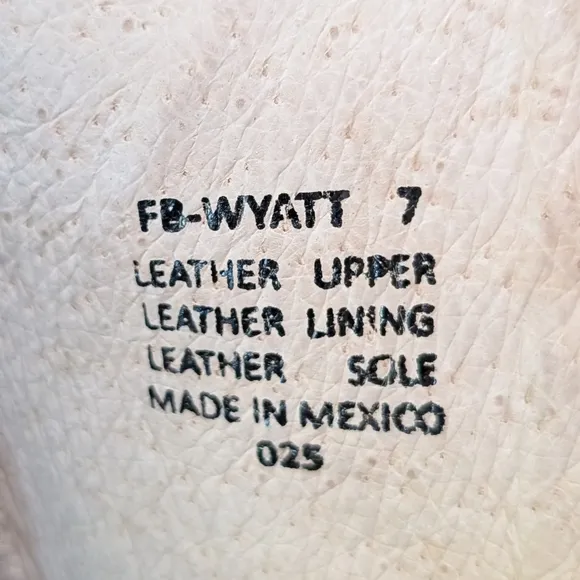 FB-WYATT 7
LEATHER UPPER
LEATHER LINING
LEATHER SOLE
MADE IN MEXICO
025